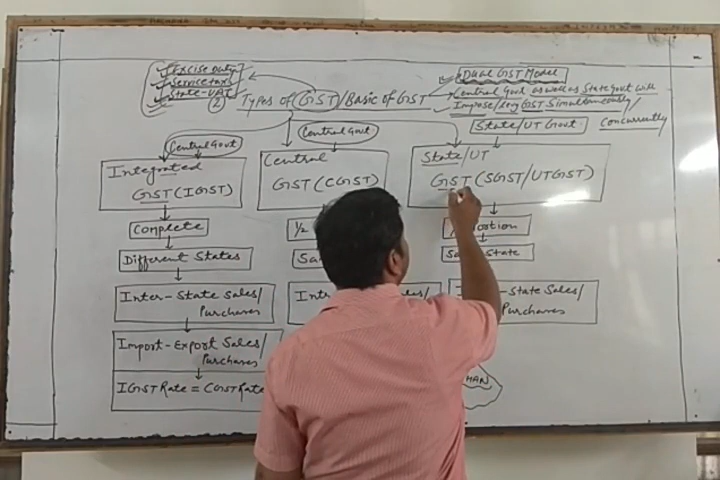 Excise Duty
Service tax
State-VAT
② Types of GST/Basic of GST
Dual GST Model
Central Govt as well as State Govt will
Impose/levy GST Simultaneously/
Concurrently
Central Govt
Central Govt
State/UT Govt.
Integrated
GST (IGST)
Complete
Different States
Inter-State Sales/
Purchases
Import-Export Sales/
Purchases
IGST Rate = CGST Rate
Central
GST (CGST)
1/2
State/UT
GST (SGST/UTGST)
State
-State Sales/
Purchases